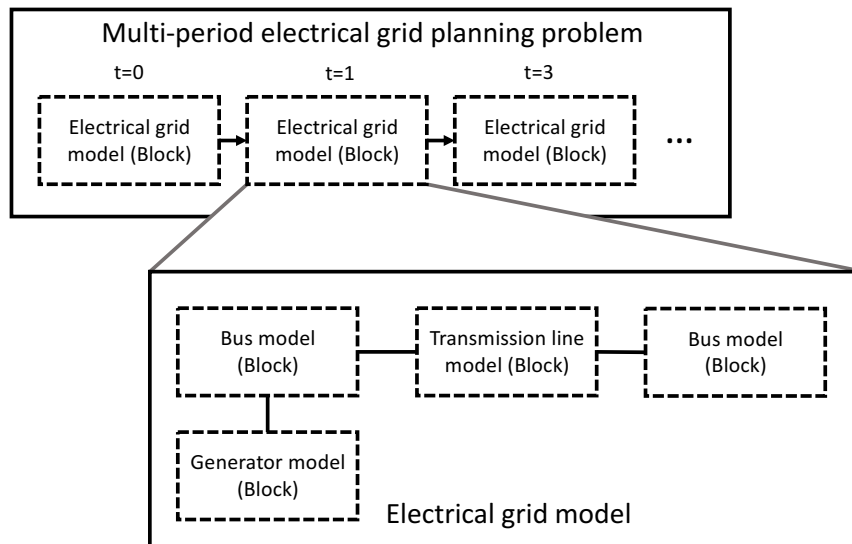 Multi-period electrical grid planning problem
t=0
t=1
t=3
Electrical grid
model (Block)
Electrical grid
model (Block)
Electrical grid
model (Block)
...
Bus model
(Block)
Transmission line
model (Block)
Bus model
(Block)
Generator model
(Block)
Electrical grid model